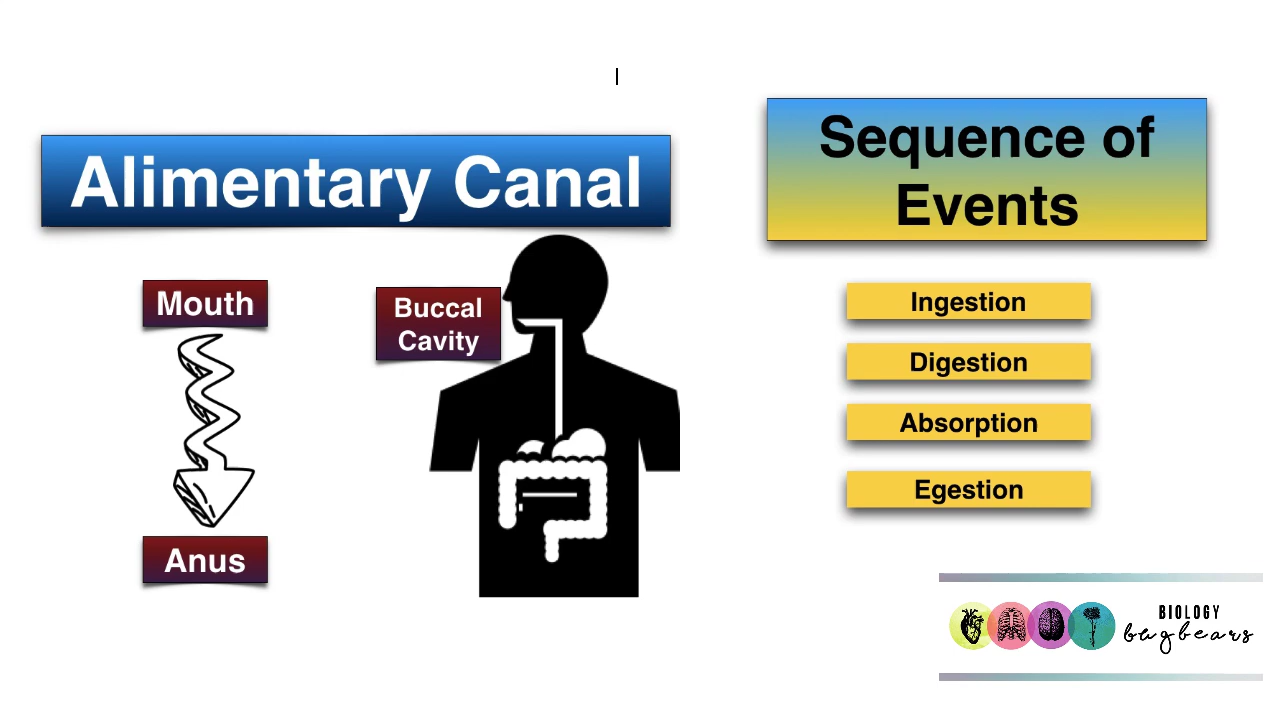 Alimentary Canal
Mouth
Anus
Buccal
Cavity
Sequence of
Events
Ingestion
Digestion
Absorption
Egestion
BIOLOGY
bugbears